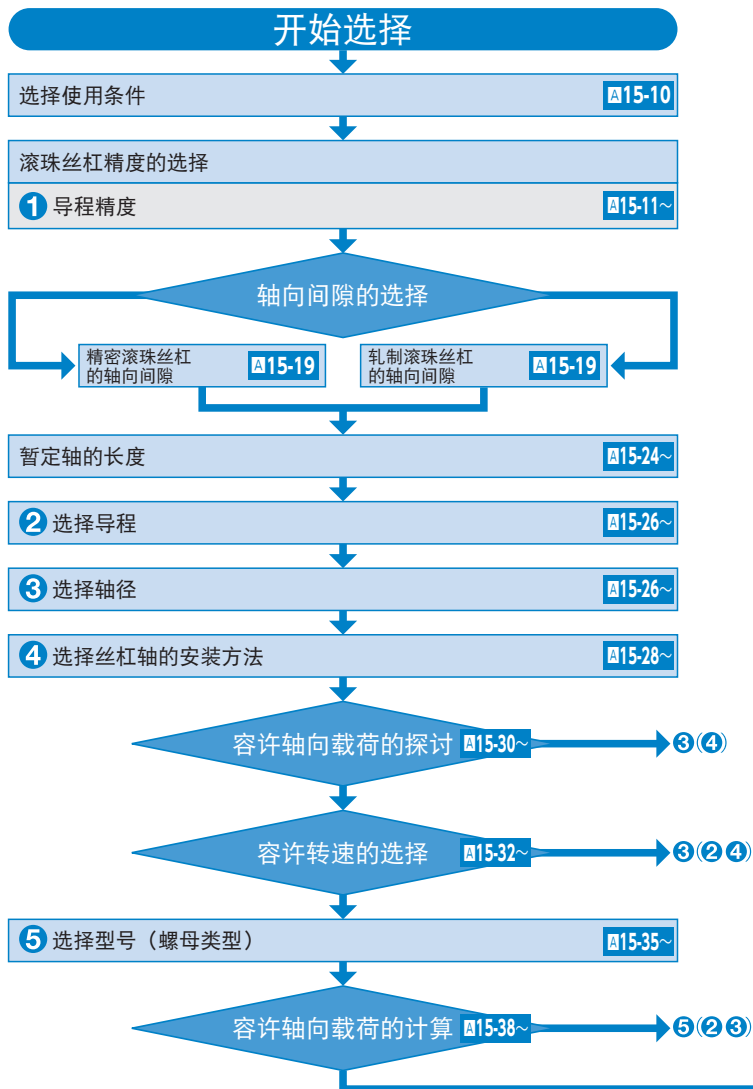 开始选择
选择使用条件 A15-10
滚珠丝杠精度的选择
1 导程精度 A15-11~
轴向间隙的选择
精密滚珠丝杠
的轴向间隙 A15-19
轧制滚珠丝杠
的轴向间隙 A15-19
暂定轴的长度 A15-24~
2 选择导程 A15-26~
3 选择轴径 A15-26~
4 选择丝杠轴的安装方法 A15-28~
容许轴向载荷的探讨 A15-30~ 3(4)
容许转速的选择 A15-32~ 3(2 4)
5 选择型号（螺母类型） A15-35~
容许轴向载荷的计算 A15-38~ 5(2 3)